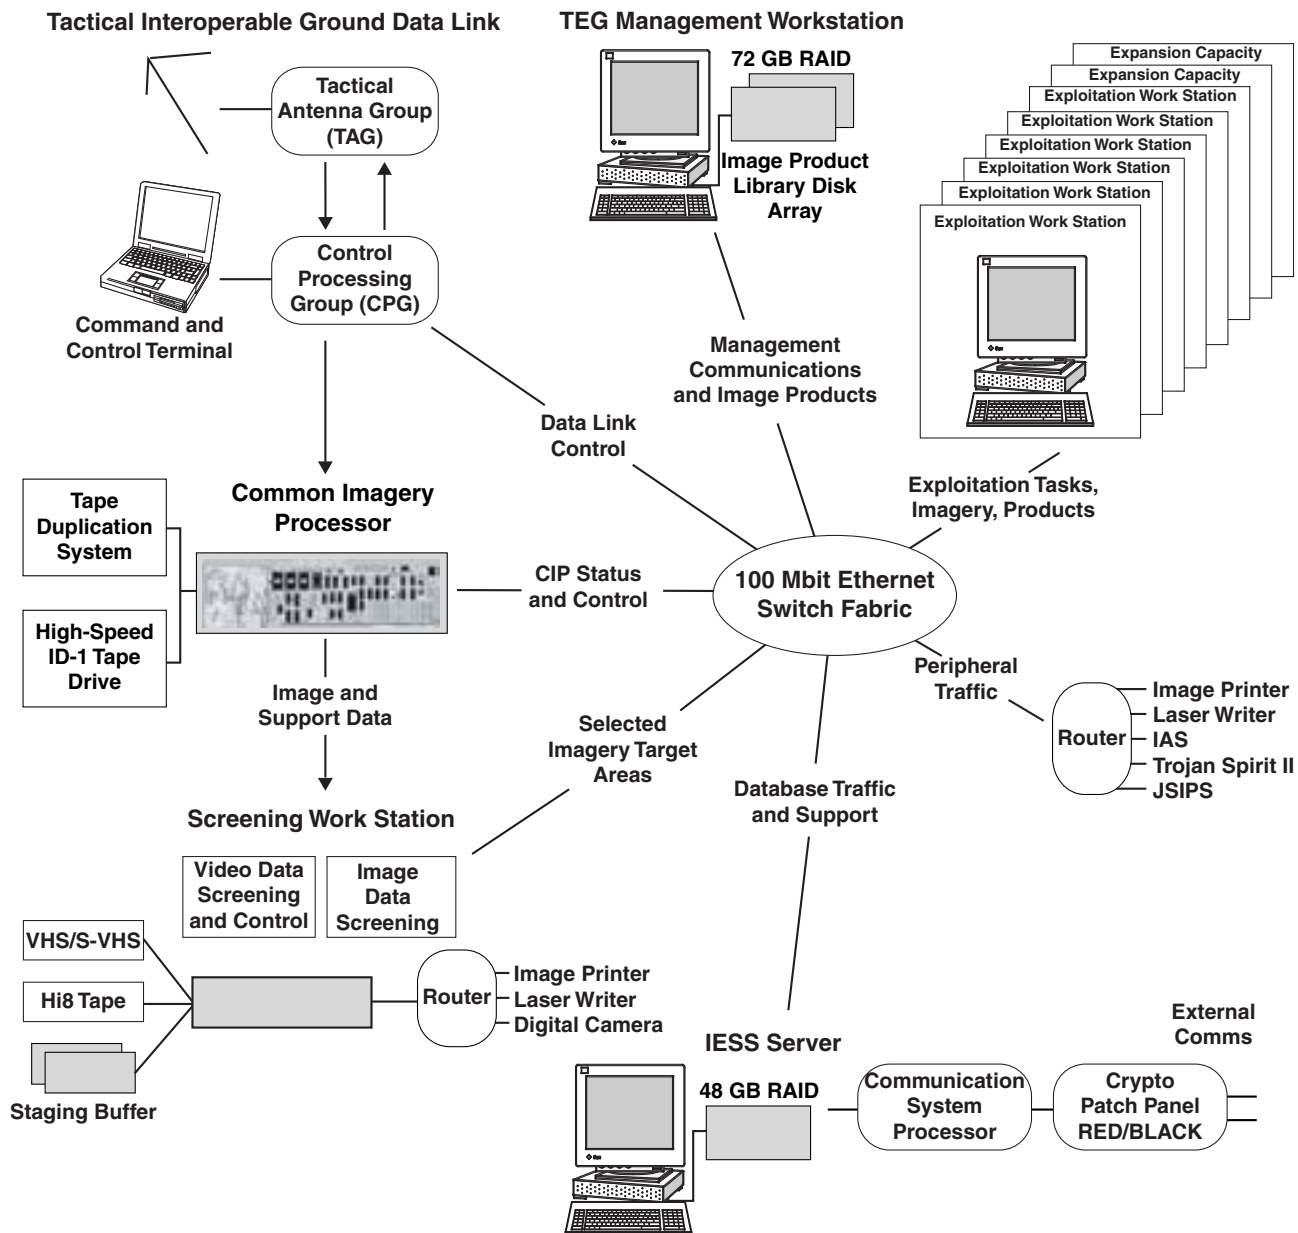 Tactical Interoperable Ground Data Link
TEG Management Workstation
Tactical
Antenna Group
(TAG)
Control
Processing
Group (CPG)
Command and
Control Terminal
72 GB RAID
Image Product
Library Disk
Array
Sun
Expansion Capacity
Expansion Capacity
Exploitation Work Station
Exploitation Work Station
Exploitation Work Station
Exploitation Work Station
Exploitation Work Station
Exploitation Work Station
Sun
Management
Communications
and Image Products
Data Link
Control
Exploitation Tasks,
Imagery, Products
Tape
Duplication
System
High-Speed
ID-1 Tape
Drive
Common Imagery
Processor
CIP Status
and Control
100 Mbit Ethernet
Switch Fabric
Image and
Support Data
Selected
Imagery Target
Areas
Peripheral
Traffic
Router
Image Printer
Laser Writer
IAS
Trojan Spirit II
JSIPS
Database Traffic
and Support
Screening Work Station
Video Data
Screening
and Control
Image
Data
Screening
VHS/S-VHS
Hi8 Tape
Staging Buffer
Router
Image Printer
Laser Writer
Digital Camera
IESS Server
48 GB RAID
Sun
Communication
System
Processor
Crypto
Patch Panel
RED/BLACK
External
Comms